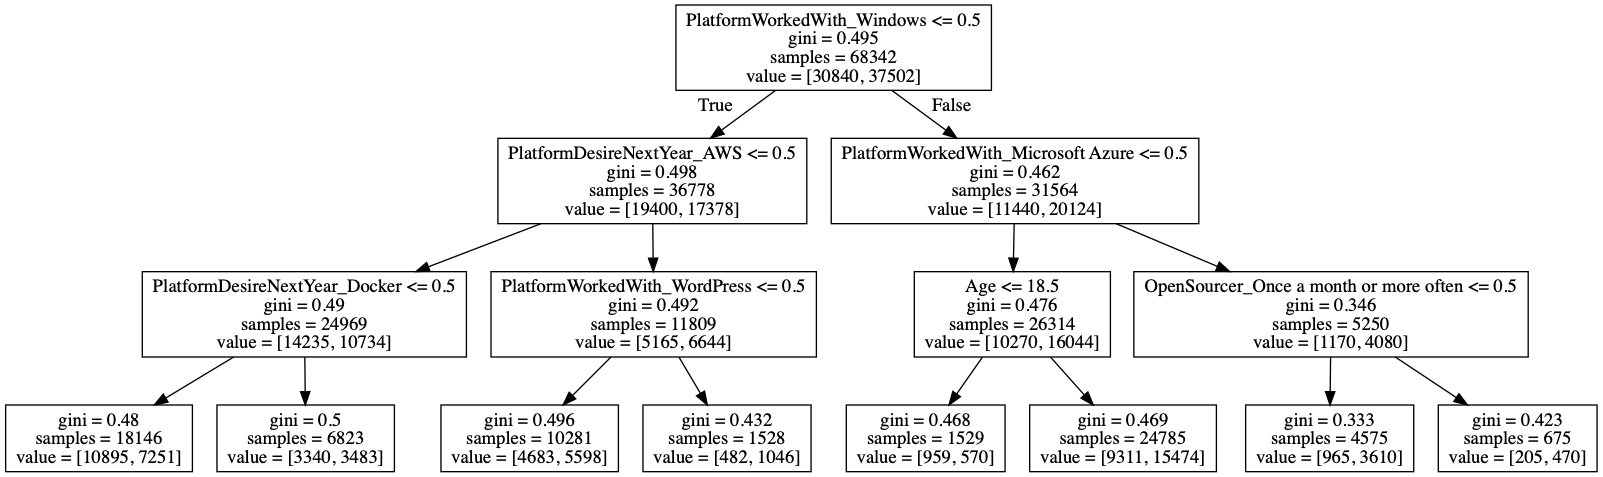 PlatformWorkedWith_Windows <= 0.5
gini = 0.495
samples = 68342
value = [30840, 37502]
True
False
PlatformDesireNextYear_AWS <= 0.5
gini = 0.498
samples = 36778
value = [19400, 17378]
PlatformWorkedWith_Microsoft Azure <= 0.5
gini = 0.462
samples = 31564
value = [11440, 20124]
PlatformDesireNextYear_Docker <= 0.5
gini = 0.49
samples = 24969
value = [14235, 10734]
PlatformWorkedWith_WordPress <= 0.5
gini = 0.492
samples = 11809
value = [5165, 6644]
Age <= 18.5
gini = 0.476
samples = 26314
value = [10270, 16044]
OpenSourcer_Once a month or more often <= 0.5
gini = 0.346
samples = 5250
value = [1170, 4080]
gini = 0.48
samples = 18146
value = [10895, 7251]
gini = 0.5
samples = 6823
value = [3340, 3483]
gini = 0.496
samples = 10281
value = [4683, 5598]
gini = 0.432
samples = 1528
value = [482, 1046]
gini = 0.468
samples = 1529
value = [959, 570]
gini = 0.469
samples = 24785
value = [9311, 15474]
gini = 0.333
samples = 4575
value = [965, 3610]
gini = 0.423
samples = 675
value = [205, 470]